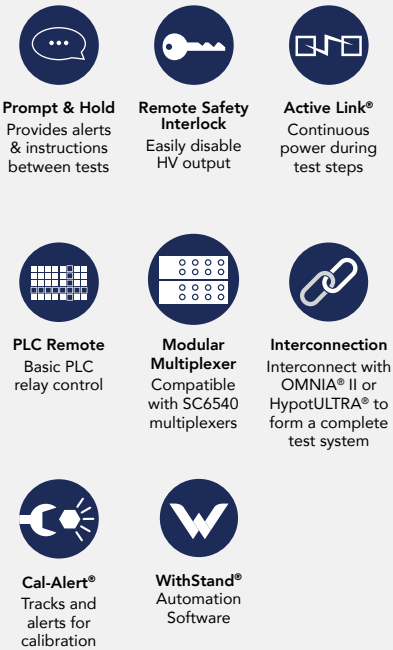 Prompt & Hold
Provides alerts
& instructions
between tests
Remote Safety
Interlock
Easily disable
HV output
Active Link®
Continuous
power during
test steps
PLC Remote
Basic PLC
relay control
Modular
Multiplexer
Compatible
with SC6540
multiplexers
Interconnection
Interconnect with
OMNIA® II or
HypotULTRA® to
form a complete
test system
Cal-Alert®
Tracks and
alerts for
calibration
WithStand®
Automation
Software